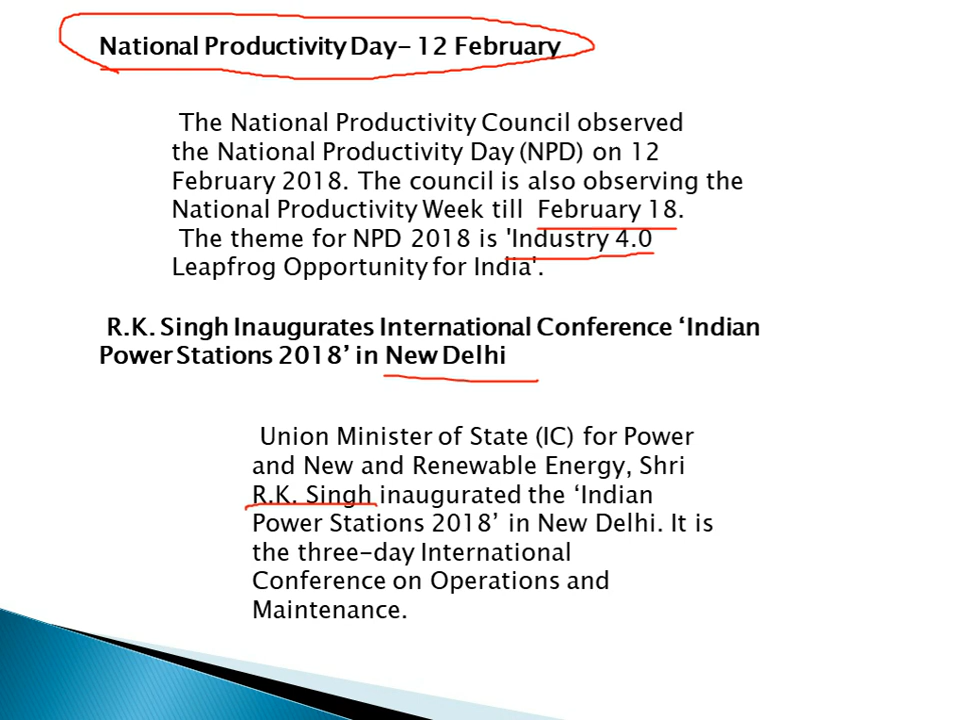 National Productivity Day- 12 February
The National Productivity Council observed
the National Productivity Day (NPD) on 12
February 2018. The council is also observing the
National Productivity Week till February 18.
The theme for NPD 2018 is 'Industry 4.0
Leapfrog Opportunity for India'.
R.K. Singh Inaugurates International Conference ‘Indian
Power Stations 2018’ in New Delhi
Union Minister of State (IC) for Power
and New and Renewable Energy, Shri
R.K. Singh inaugurated the ‘Indian
Power Stations 2018’ in New Delhi. It is
the three-day International
Conference on Operations and
Maintenance.